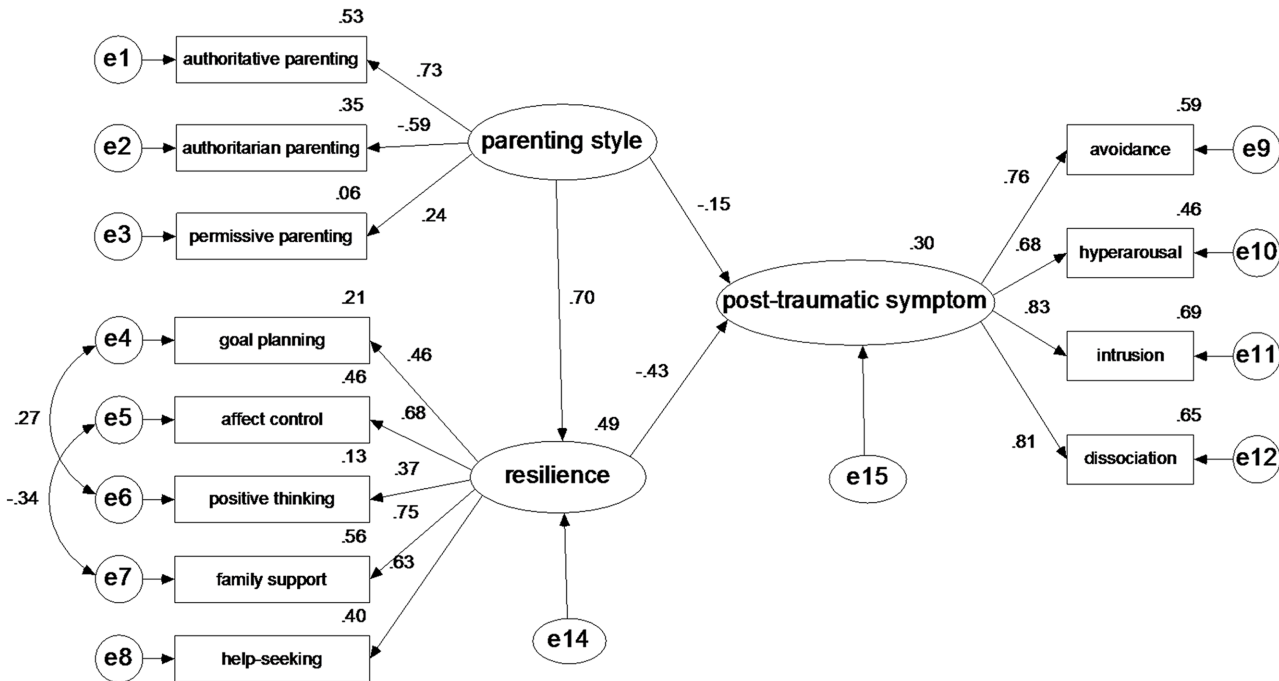 .53
e1
authoritative parenting
.73
.35
e2
authoritarian parenting
-.59
parenting style
.06
e3
permissive parenting
.24
-.15
.59
avoidance
e9
.76
.46
.68
hyperarousal
e10
.30
post-traumatic symptom
.83
.69
intrusion
e11
.65
.81
dissociation
e12
.70
.21
e4
goal planning
.46
.46
.27
e5
affect control
.68
-.43
.49
.13
.37
resilience
e15
-.34
e6
positive thinking
.75
.56
.63
e7
family support
.40
e14
e8
help-seeking